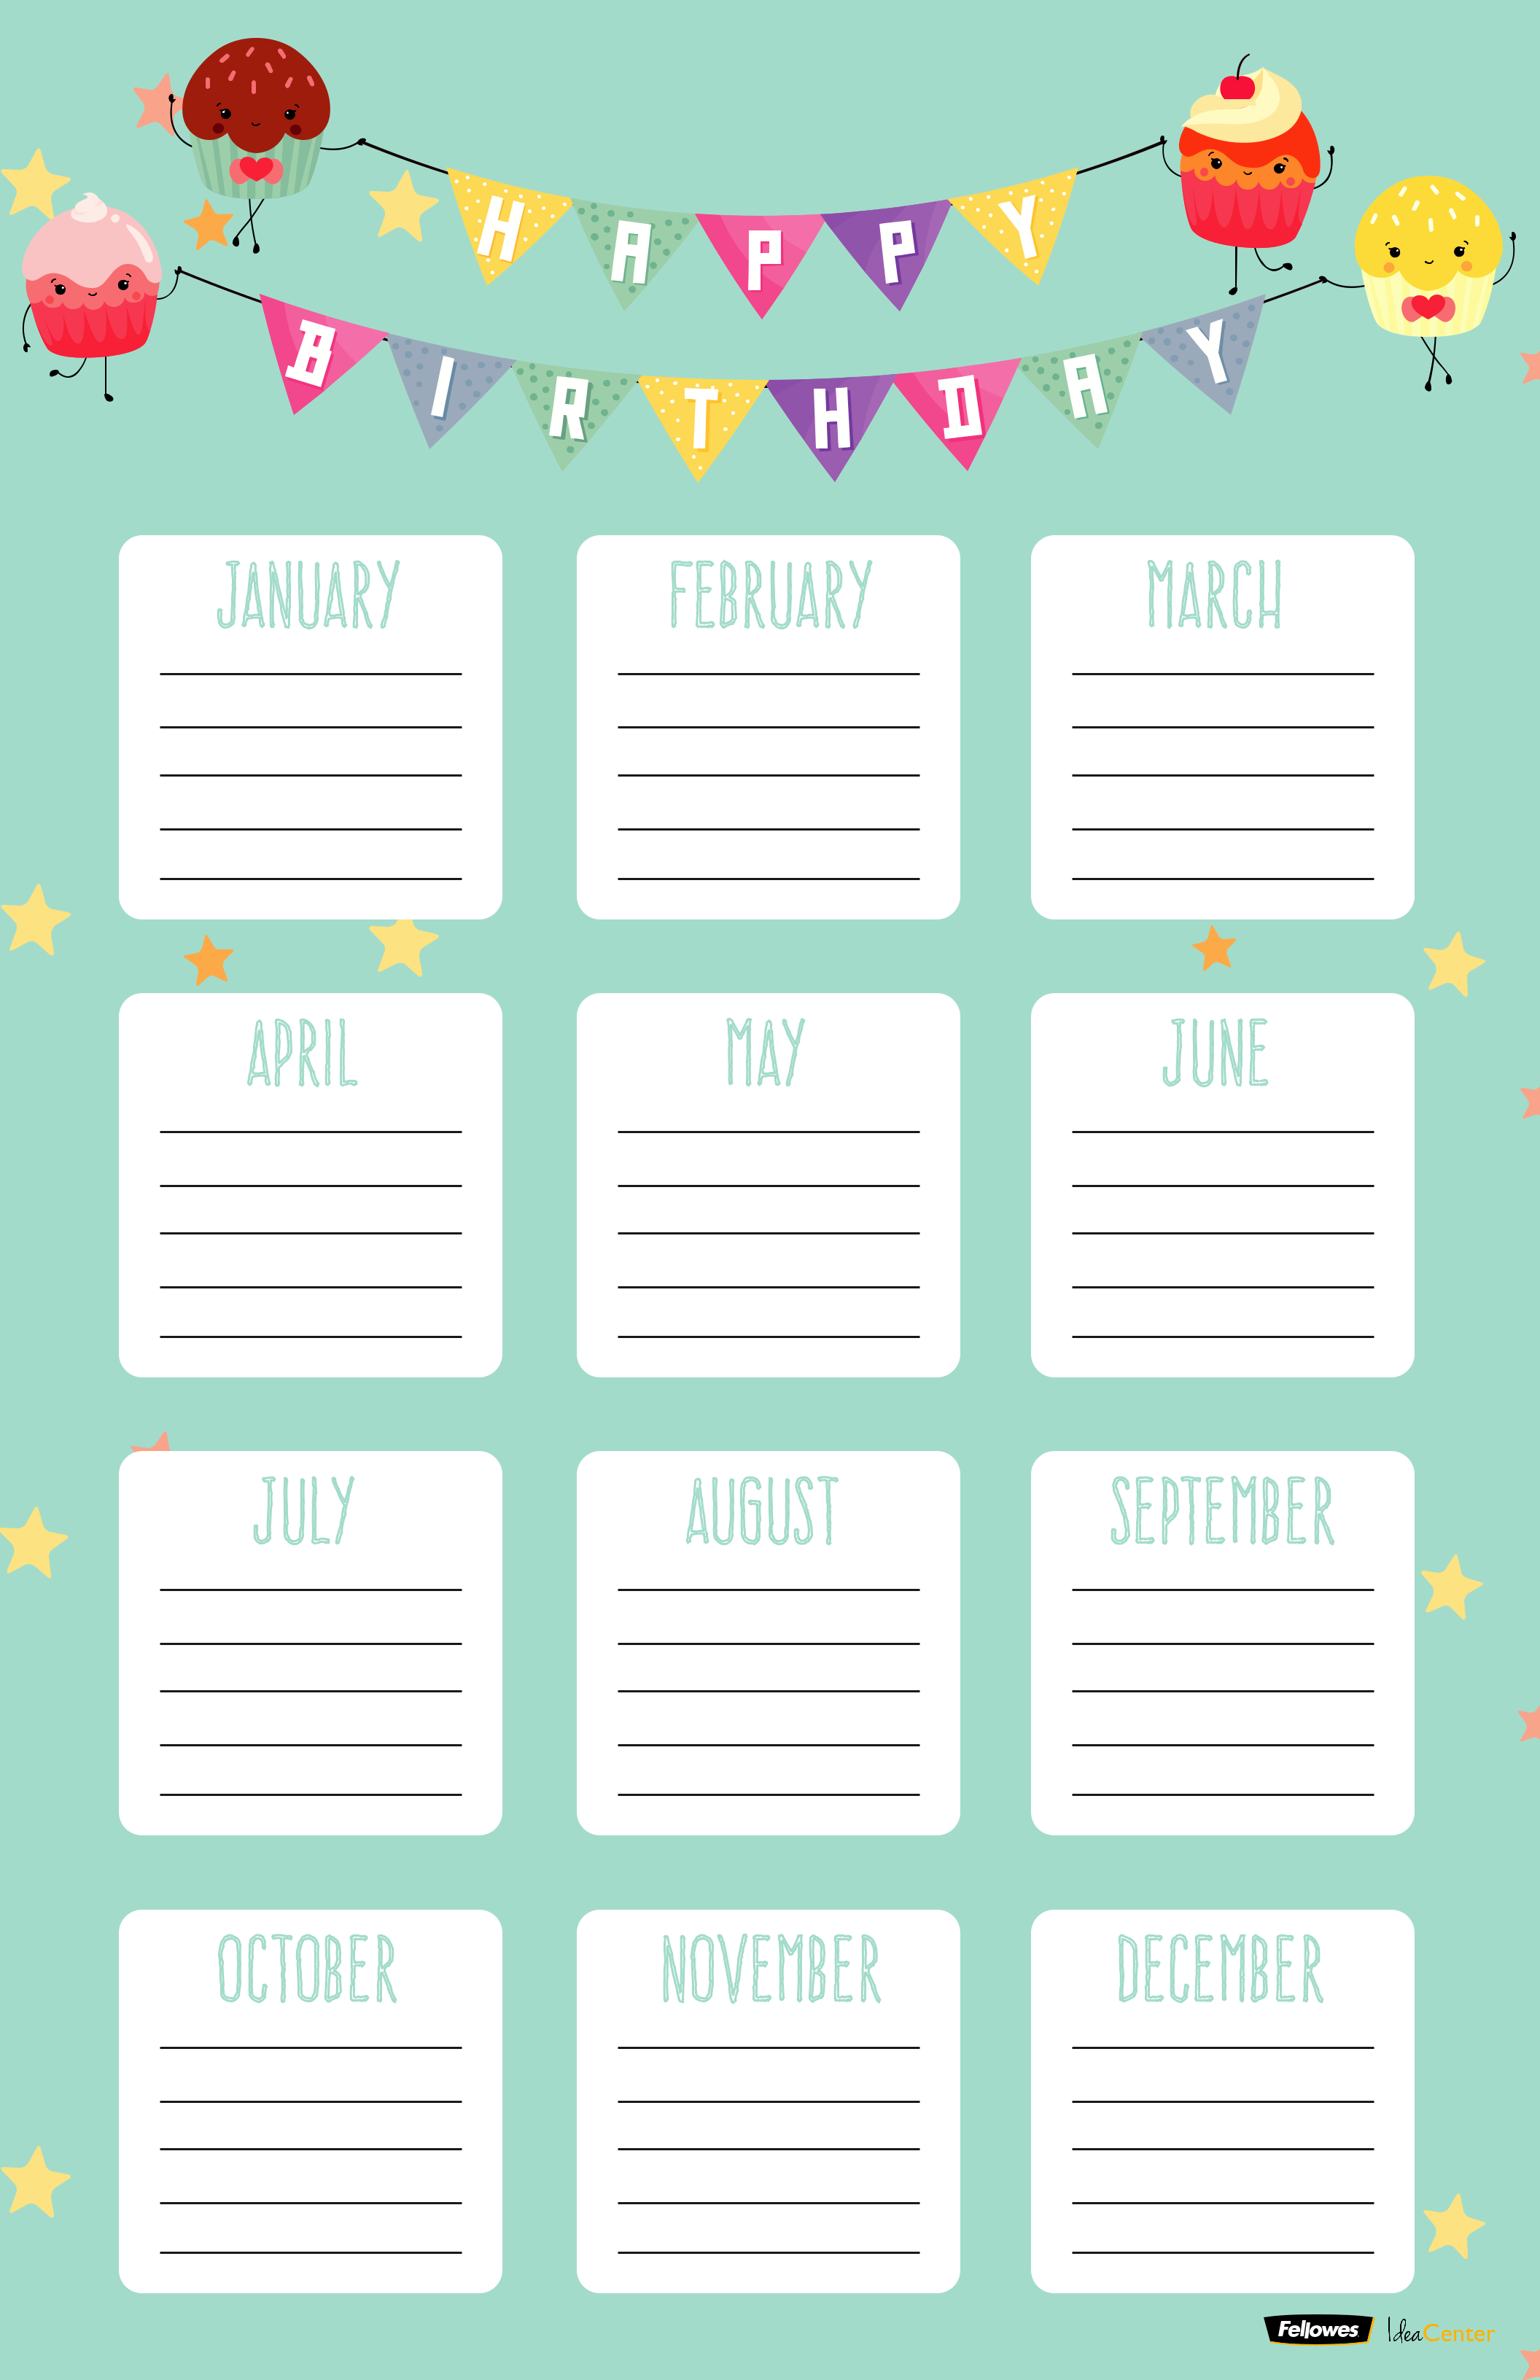 HAPPY
BIRTHDAY
JANUARY
FEBRUARY
MARCH
APRIL
MAY
JUNE
JULY
AUGUST
SEPTEMBER
OCTOBER
NOVEMBER
DECEMBER
Fellowes IdeaCenter